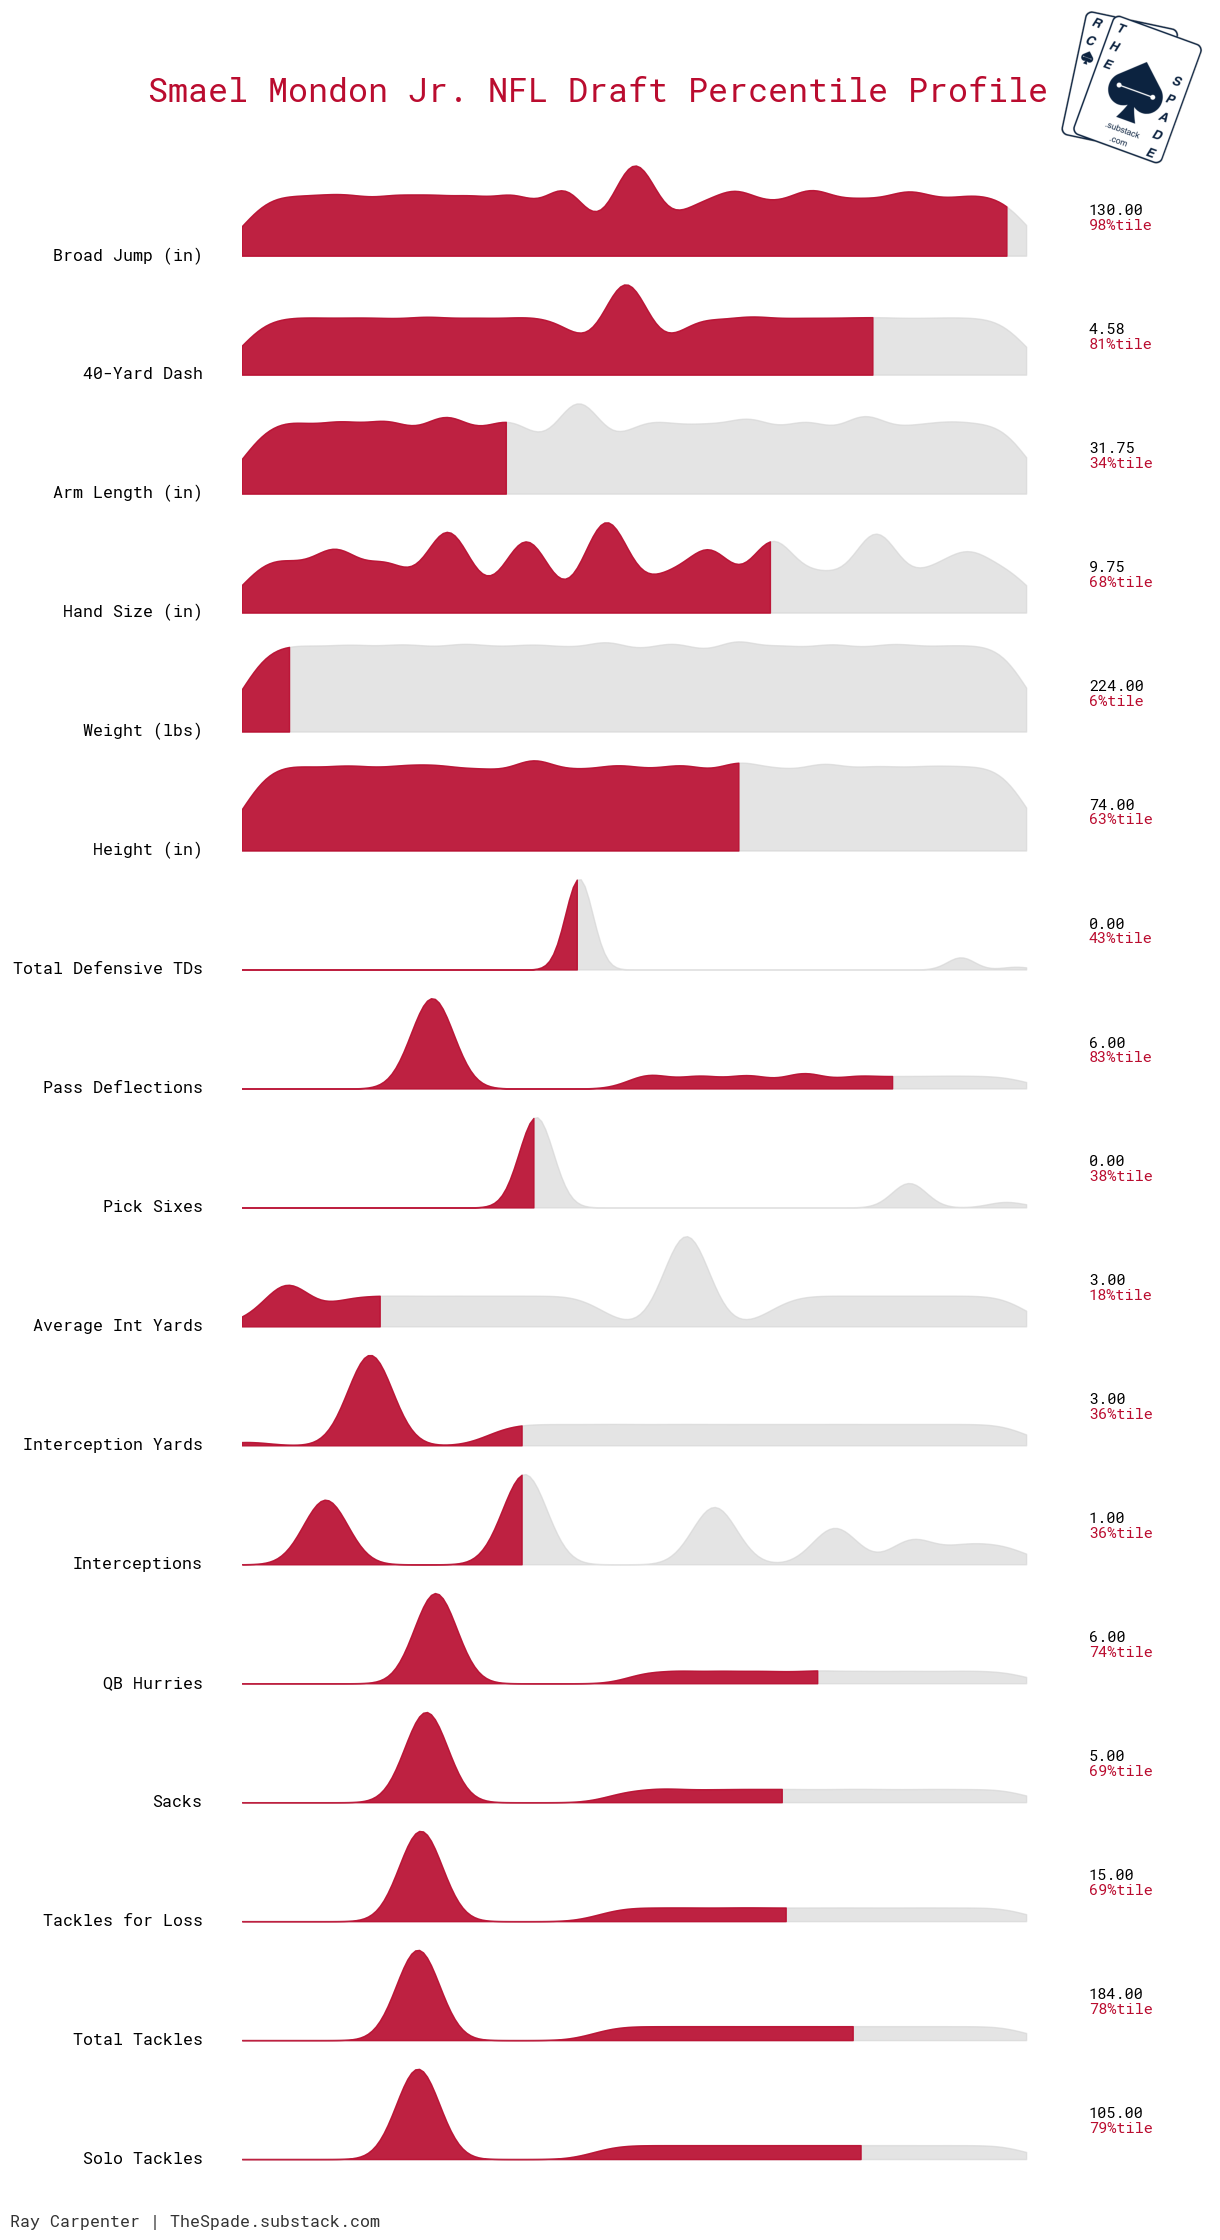 R
C
THE
SPADE
.substack
.com
Smael Mondon Jr. NFL Draft Percentile Profile
Broad Jump (in)
130.00
98%tile
40-Yard Dash
4.58
81%tile
Arm Length (in)
31.75
34%tile
Hand Size (in)
9.75
68%tile
Weight (lbs)
224.00
6%tile
Height (in)
74.00
63%tile
Total Defensive TDs
0.00
43%tile
Pass Deflections
6.00
83%tile
Pick Sixes
0.00
38%tile
Average Int Yards
3.00
18%tile
Interception Yards
3.00
36%tile
Interceptions
1.00
36%tile
QB Hurries
6.00
74%tile
Sacks
5.00
69%tile
Tackles for Loss
15.00
69%tile
Total Tackles
184.00
78%tile
Solo Tackles
105.00
79%tile
Ray Carpenter | TheSpade.substack.com